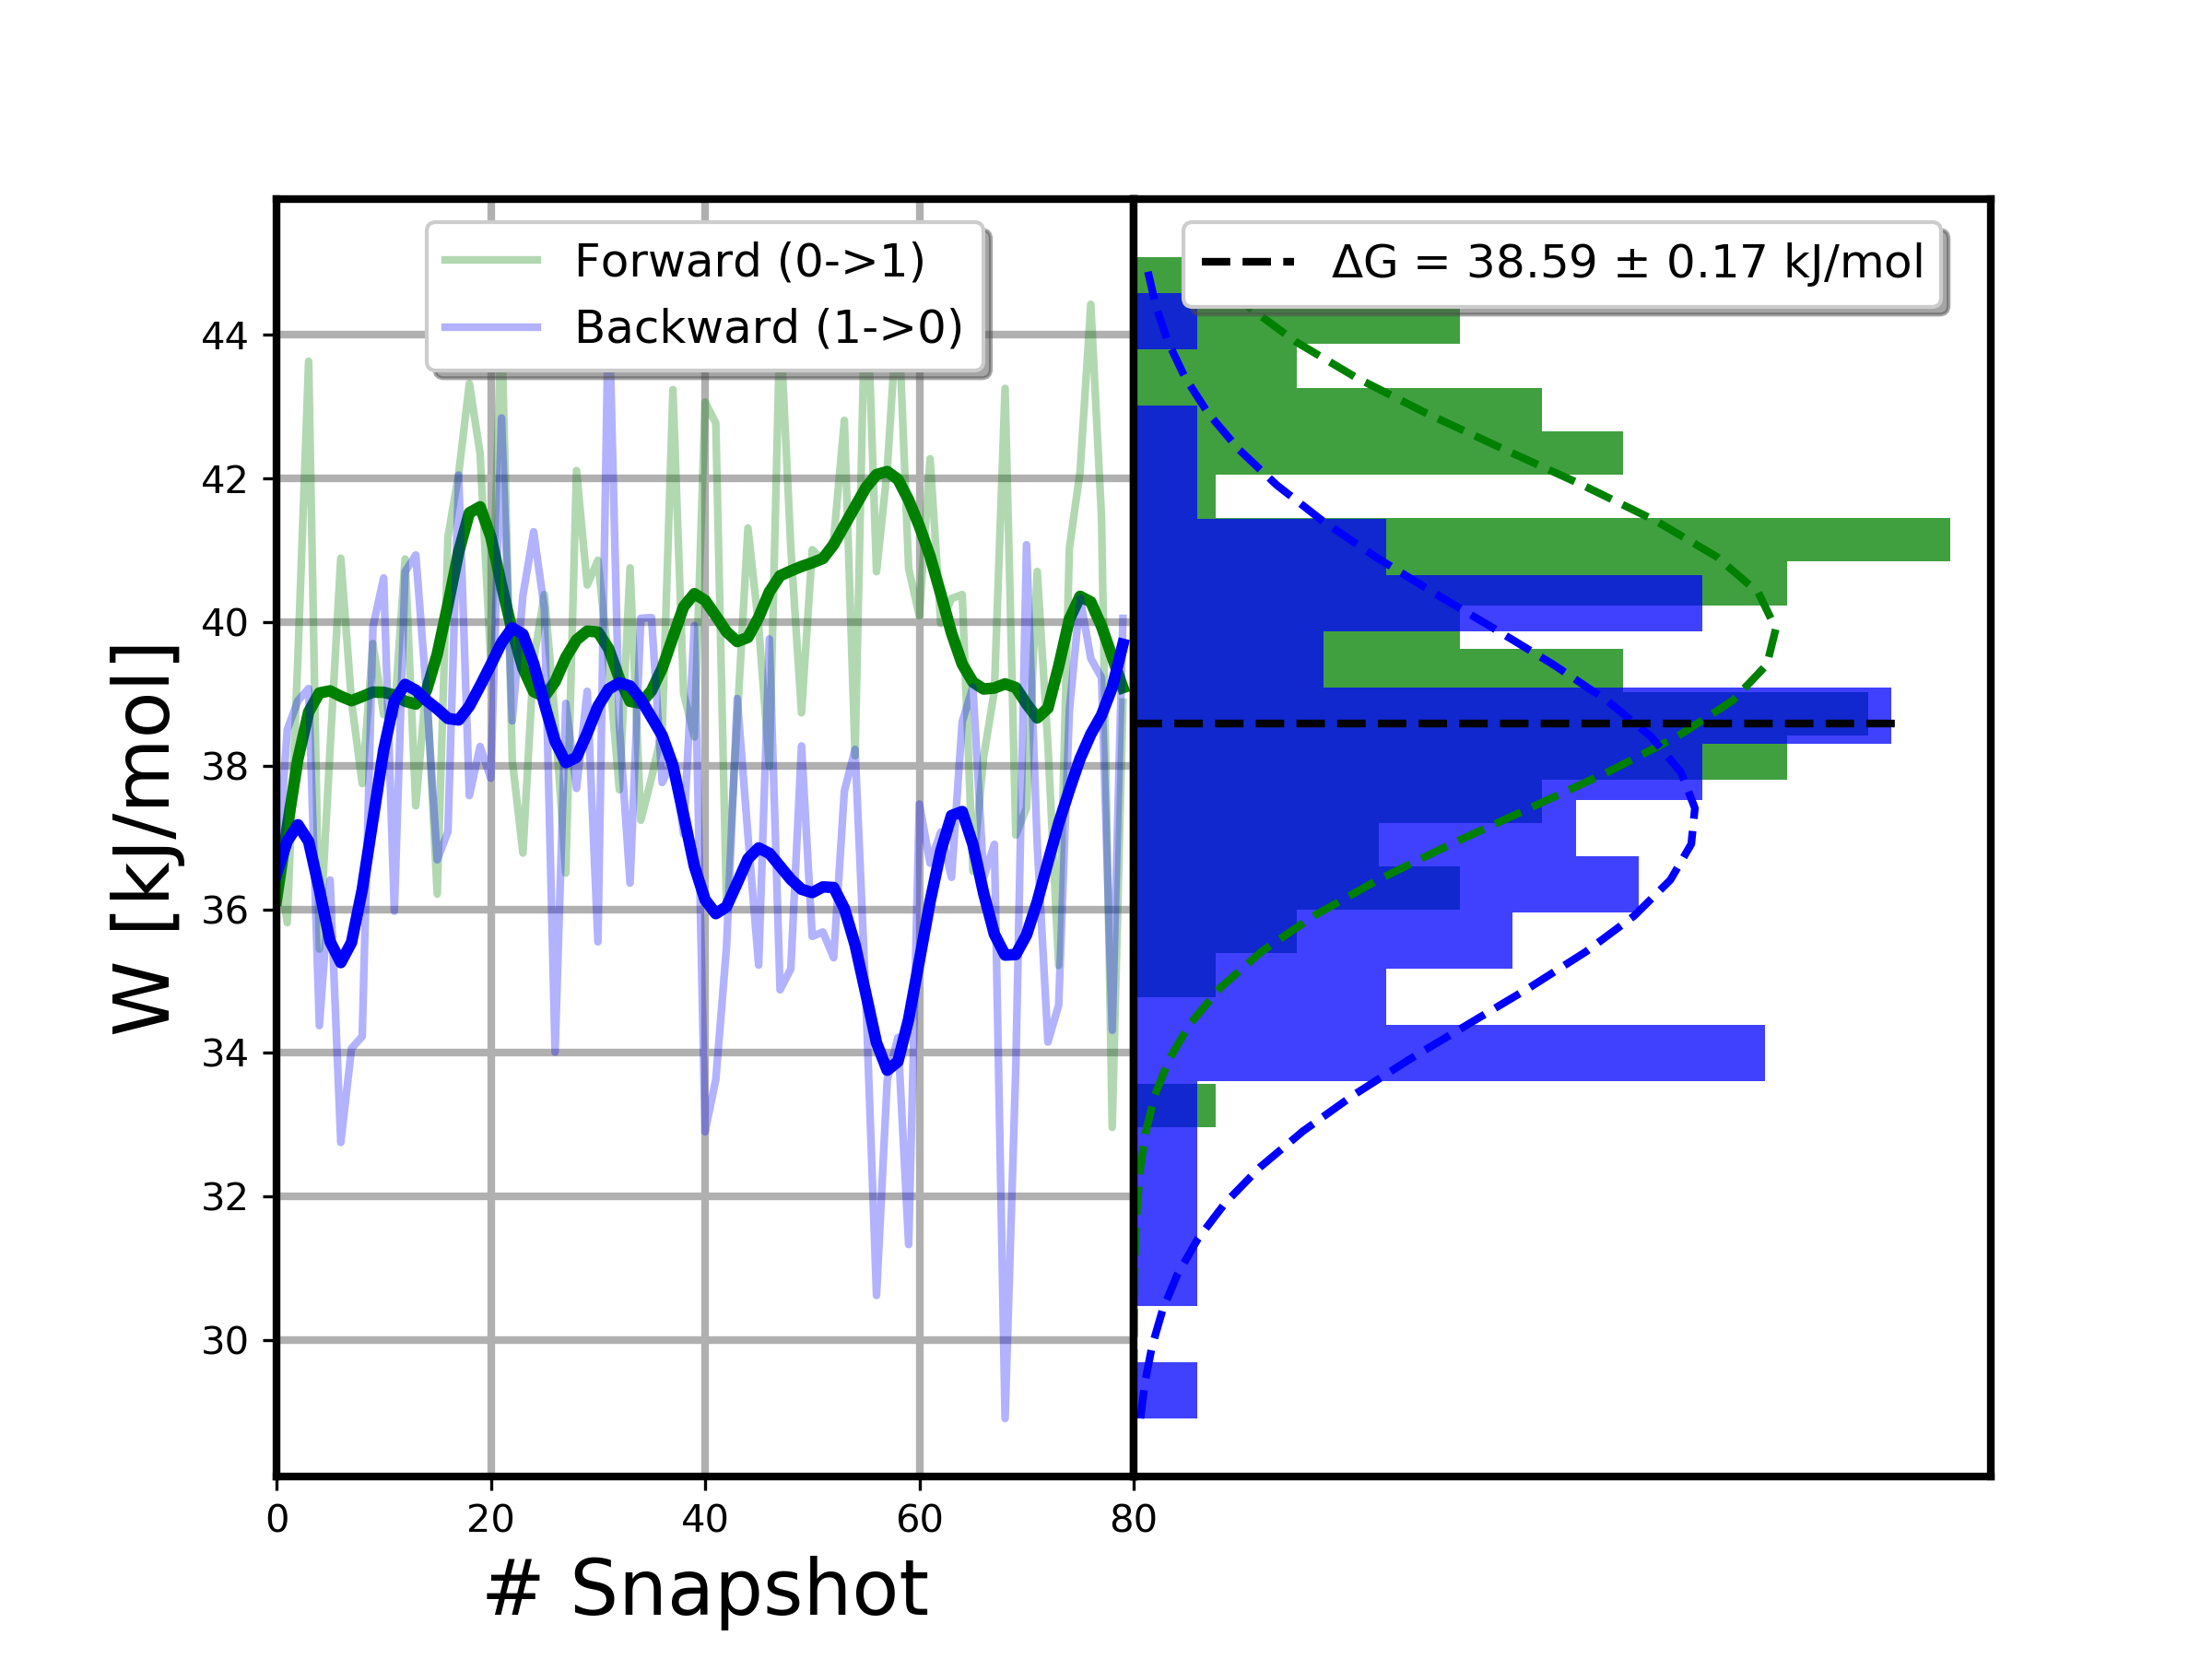 Forward (0->1)
Backward (1->0)
ΔG = 38.59 ± 0.17 kJ/mol
W [kJ/mol]
44
42
40
38
36
34
32
30
0 20 40 60 80
# Snapshot